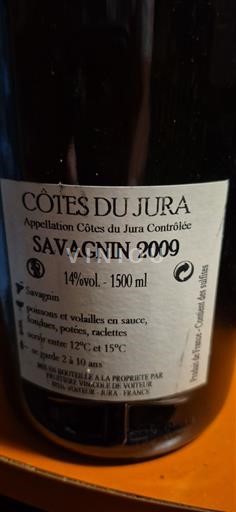 CÔTES DU JURA
Appellation Côtes du Jura Contrôlée
SAVAGNIN 2009
VINICO
14%vol. - 1500 ml
Savagnin
poissons et volailles en sauce,
fondues, potées, raclettes
servir entre 12°C et 15°C
se garde 2 à 10 ans
MIS EN BOUTEILLE A LA PROPRIETE PAR
FRUITIERE VINICOLE DE VOITEUR
VOITEUR - JURA - FRANCE
Produit de France - Contient des sulfites